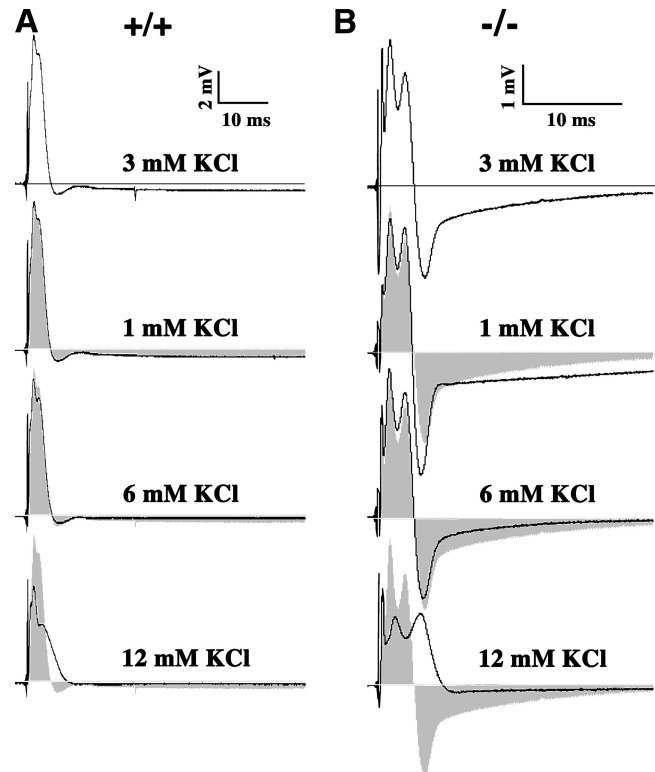 A +/+
2 mV
10 ms
3 mM KCl
1 mM KCl
6 mM KCl
12 mM KCl
B -/-
1 mV
10 ms
3 mM KCl
1 mM KCl
6 mM KCl
12 mM KCl